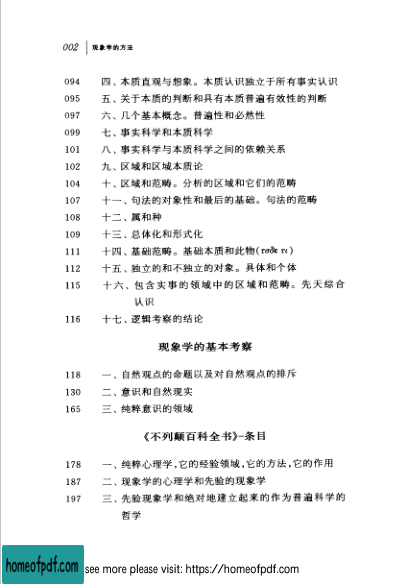 002 现象学的方法
094 四、本质直观与想象。本质认识独立于所有事实认识
095 五、关于本质的判断和具有本质普遍有效性的判断
097 六、几个基本概念。普遍性和必然性
099 七、事实科学和本质科学
101 八、事实科学与本质科学之间的依赖关系
102 九、区域和区域本质论
104 十、区域和范畴。分析的区域和它们的范畴
107 十一、句法的对象性和最后的基础。句法的范畴
108 十二、属和种
109 十三、总体化和形式化
111 十四、基础范畴。基础本质和此物(τσδε τι)
112 十五、独立的和不独立的对象。具体和个体
115 十六、包含实事的领域中的区域和范畴。先天综合
认识
116 十七、逻辑考察的结论
现象学的基本考察
118 一、自然观点的命题以及对自然观点的排斥
130 二、意识和自然现实
165 三、纯粹意识的领域
《不列颠百科全书》-条目
178 一、纯粹心理学,它的经验领域,它的方法,它的作用
187 二、现象学的心理学和先验的现象学
197 三、先验现象学和绝对地建立起来的作为普遍科学的
哲学
homeofpdf.com see more please visit: https://homeofpdf.com